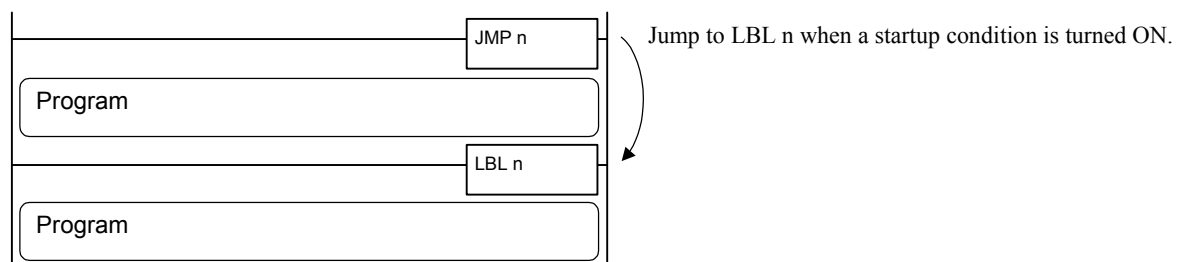 JMP n
Jump to LBL n when a startup condition is turned ON.
Program
LBL n
Program